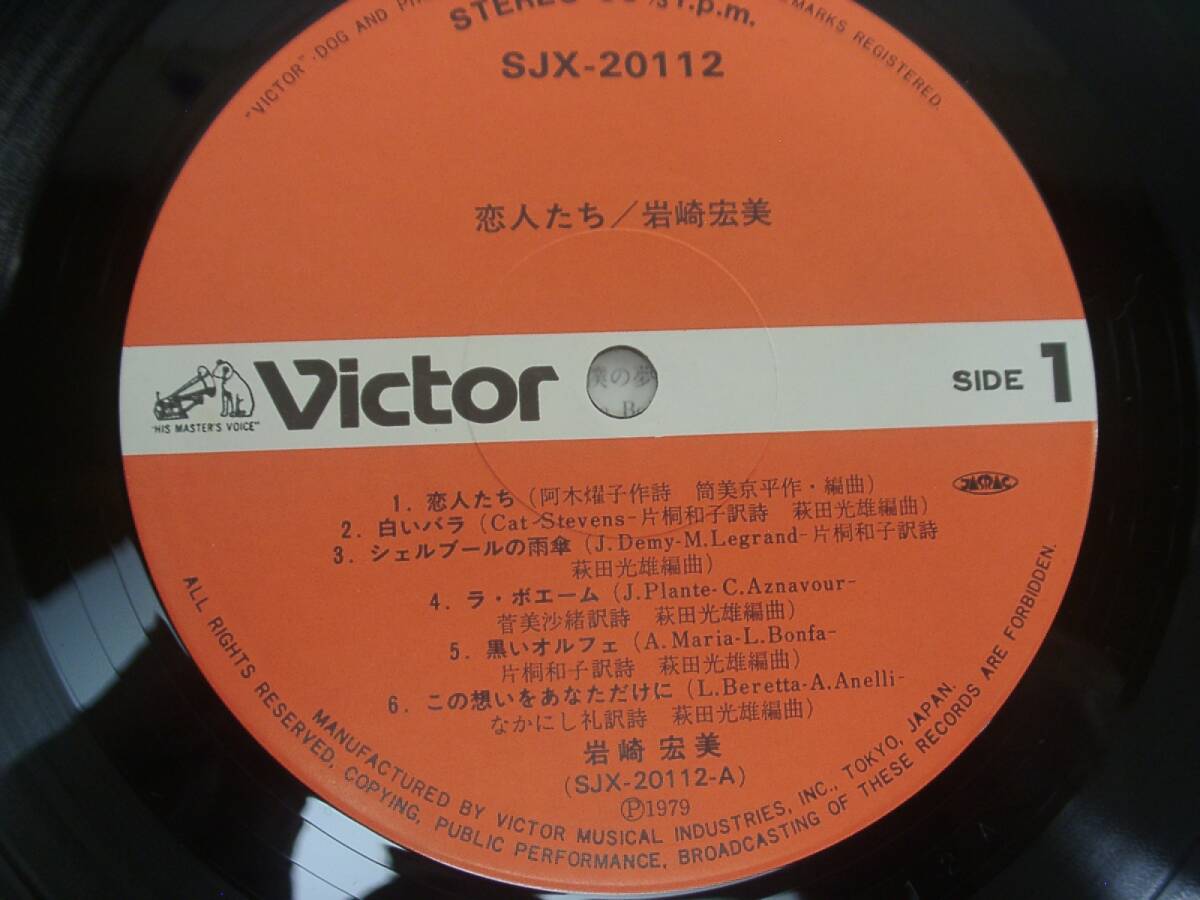 STEREO 33 ⅓ r.p.m.
"VICTOR"·DOG AND
MARKS REGISTERED.
SJX-20112
恋人たち／岩崎宏美
"HIS MASTER'S VOICE"
Victor
僕の夢
SIDE 1
JASRAC
1. 恋人たち (阿木燿子作詩 筒美京平作・編曲)
2. 白いバラ (Cat Stevens-片桐和子訳詩 萩田光雄編曲)
3. シェルブールの雨傘 (J.Demy-M.Legrand-片桐和子訳詩
萩田光雄編曲)
4. ラ・ボエーム (J.Plante-C.Aznavour-
菅美沙緒訳詩 萩田光雄編曲)
5. 黒いオルフェ (A.Maria-L.Bonfa-
片桐和子訳詩 萩田光雄編曲)
6. この想いをあなただけに (L.Beretta-A.Anelli-
なかにし礼訳詩 萩田光雄編曲)
岩崎宏美
(SJX-20112-A)
Ⓟ1979
MANUFACTURED BY VICTOR MUSICAL INDUSTRIES, INC., TOKYO, JAPAN.
ALL RIGHTS RESERVED, COPYING, PUBLIC PERFORMANCE, BROADCASTING OF THESE RECORDS ARE FORBIDDEN.